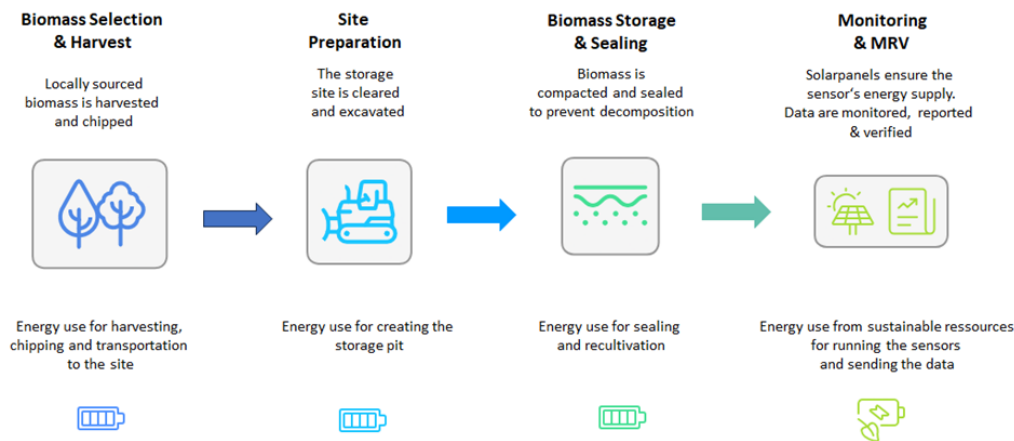 Biomass Selection
& Harvest
Locally sourced
biomass is harvested
and chipped
Energy use for harvesting,
chipping and transportation
to the site
Site
Preparation
The storage
site is cleared
and excavated
Energy use for creating the
storage pit
Biomass Storage
& Sealing
Biomass is
compacted and sealed
to prevent decomposition
Energy use for sealing
and recultivation
Monitoring
& MRV
Solarpanels ensure the
sensor‘s energy supply.
Data are monitored, reported
& verified
Energy use from sustainable ressources
for running the sensors
and sending the data